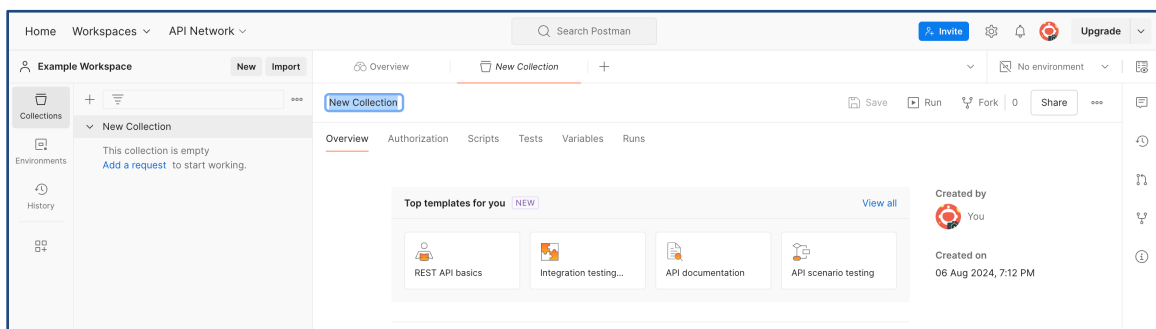 Home Workspaces API Network Search Postman Invite Upgrade
Example Workspace New Import Overview New Collection No environment
Collections
Environments
History
New Collection
This collection is empty
Add a request to start working.
New Collection Save Run Fork 0 Share
Overview Authorization Scripts Tests Variables Runs
Top templates for you NEW View all
REST API basics Integration testing... API documentation API scenario testing
Created by
You
Created on
06 Aug 2024, 7:12 PM